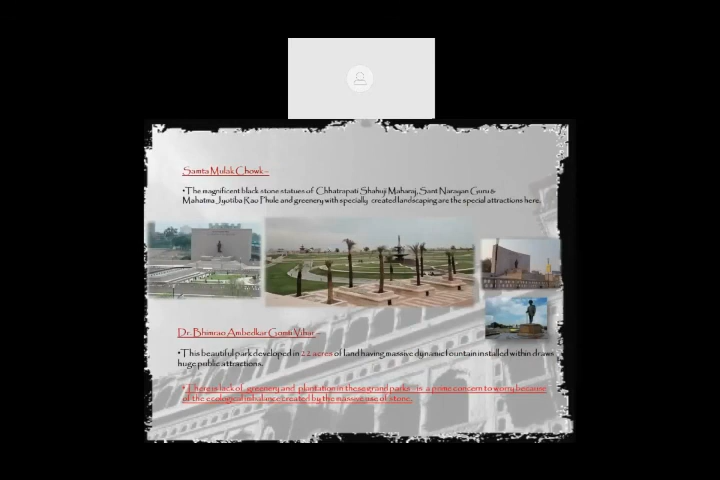 Samta Mulak Chowk –
•The magnificent black stone statues of Chhatrapati Shahuji Maharaj, Sant Narayan Guru &
Mahatma Jyotiba Rao Phule and greenery with specially created landscaping are the special attractions here.
Dr. Bhimrao Ambedkar Gomti Vihar –
•This beautiful park developed in 22 acres of land having massive dynamic fountain installed within draws
huge public attractions.
•There is lack of greenery and plantation in these grand parks is a prime concern to worry because
of the ecological imbalance created by the massive use of stone.